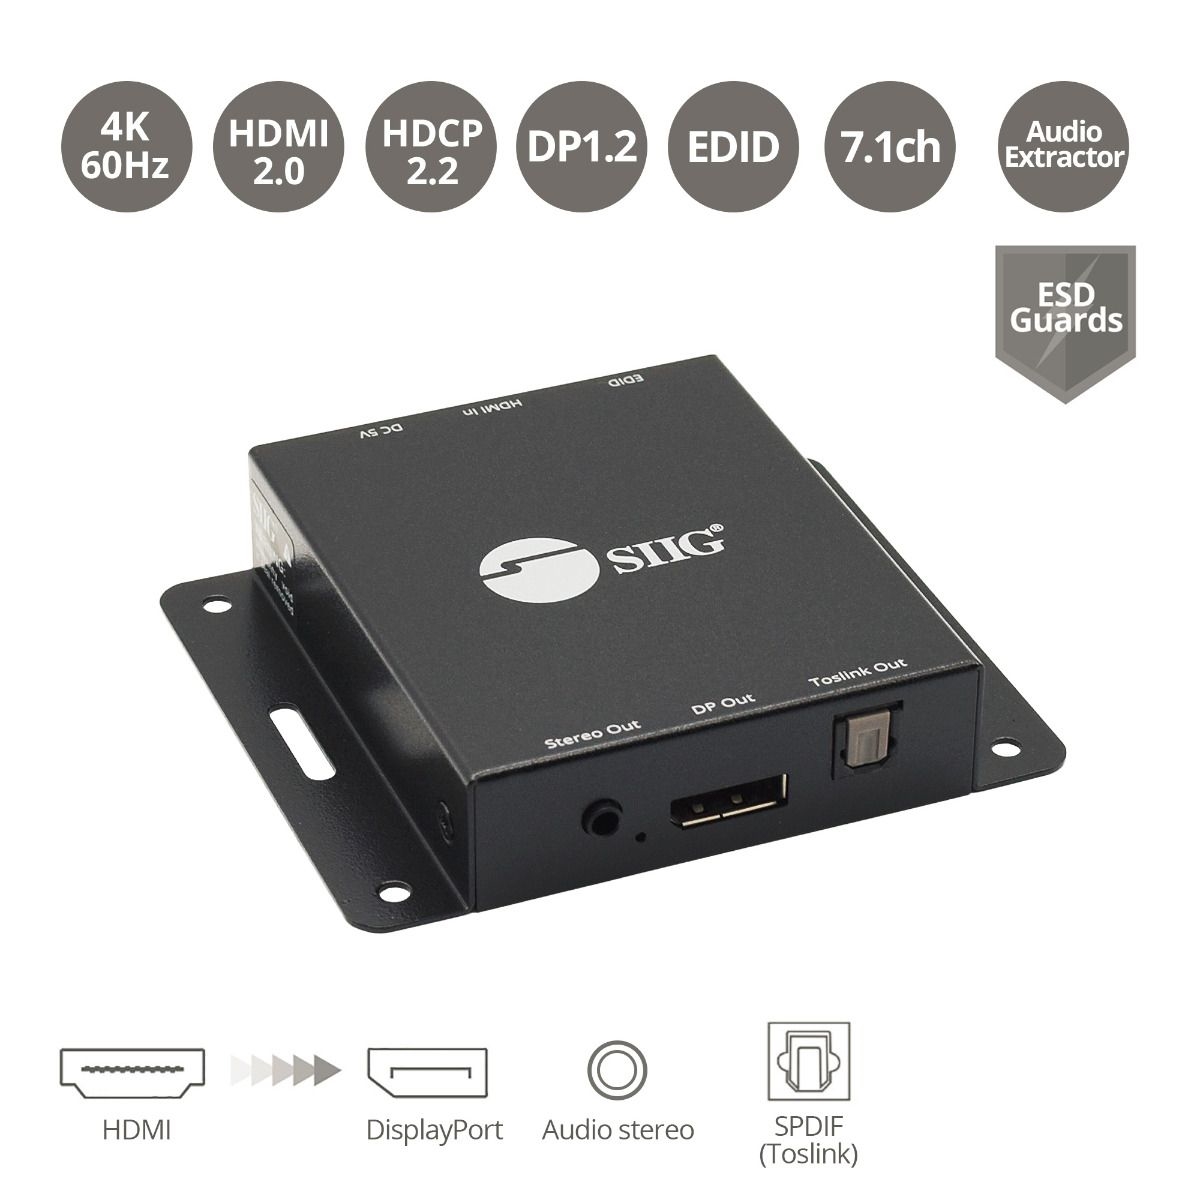 4K
60Hz
HDMI
2.0
HDCP
2.2
DP1.2
EDID
7.1ch
Audio
Extractor
ESD
Guards
EDID
HDMI In
DC 5V
SIIG
SIIG®
Toslink Out
DP Out
Stereo Out
HDMI
DisplayPort
Audio stereo
SPDIF
(Toslink)